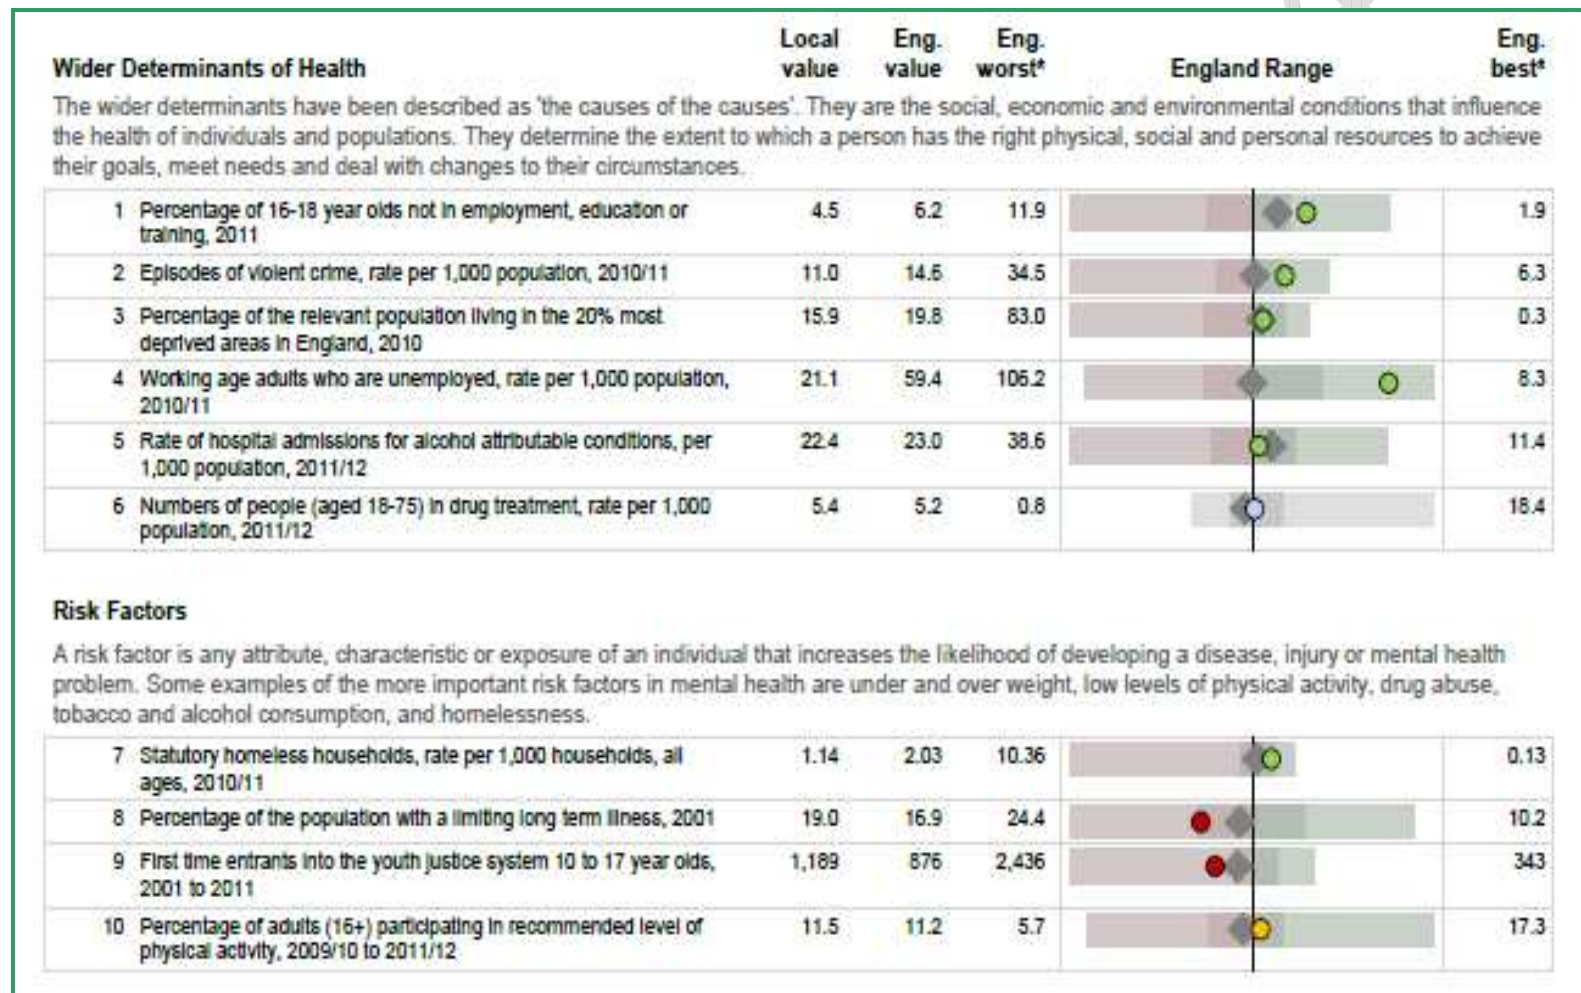 Wider Determinants of Health Local value Eng. value Eng. worst* England Range Eng. best*
The wider determinants have been described as 'the causes of the causes'. They are the social, economic and environmental conditions that influence
the health of individuals and populations. They determine the extent to which a person has the right physical, social and personal resources to achieve
their goals, meet needs and deal with changes to their circumstances.
1 Percentage of 16-18 year olds not in employment, education or 4.5 6.2 11.9 1.9
training, 2011
2 Episodes of violent crime, rate per 1,000 population, 2010/11 11.0 14.6 34.5 6.3
3 Percentage of the relevant population living in the 20% most 15.9 19.8 83.0 0.3
deprived areas in England, 2010
4 Working age adults who are unemployed, rate per 1,000 population, 21.1 59.4 106.2 8.3
2010/11
5 Rate of hospital admissions for alcohol attributable conditions, per 22.4 23.0 38.6 11.4
1,000 population, 2011/12
6 Numbers of people (aged 18-75) in drug treatment, rate per 1,000 5.4 5.2 0.8 18.4
population, 2011/12
Risk Factors
A risk factor is any attribute, characteristic or exposure of an individual that increases the likelihood of developing a disease, injury or mental health
problem. Some examples of the more important risk factors in mental health are under and over weight, low levels of physical activity, drug abuse,
tobacco and alcohol consumption, and homelessness.
7 Statutory homeless households, rate per 1,000 households, all 1.14 2.03 10.36 0.13
ages, 2010/11
8 Percentage of the population with a limiting long term illness, 2001 19.0 16.9 24.4 10.2
9 First time entrants into the youth justice system 10 to 17 year olds, 1,189 876 2,436 343
2001 to 2011
10 Percentage of adults (16+) participating in recommended level of 11.5 11.2 5.7 17.3
physical activity, 2009/10 to 2011/12